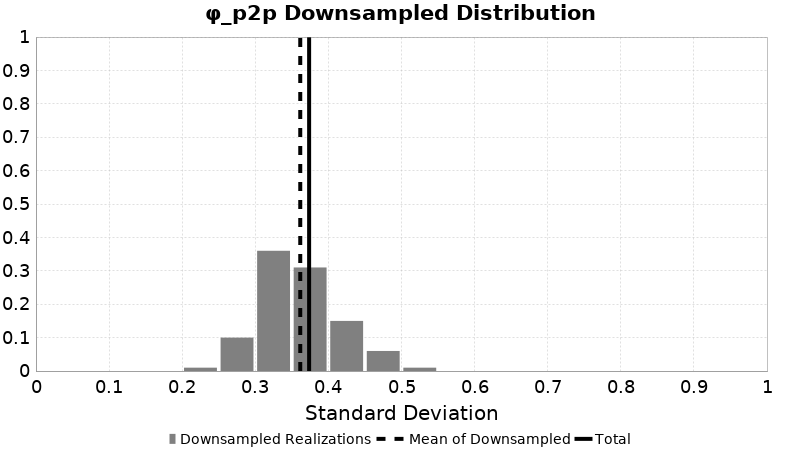 φ_p2p Downsampled Distribution
1
0.9
0.8
0.7
0.6
0.5
0.4
0.3
0.2
0.1
0
0 0.1 0.2 0.3 0.4 0.5 0.6 0.7 0.8 0.9 1
Standard Deviation
Downsampled Realizations Mean of Downsampled Total